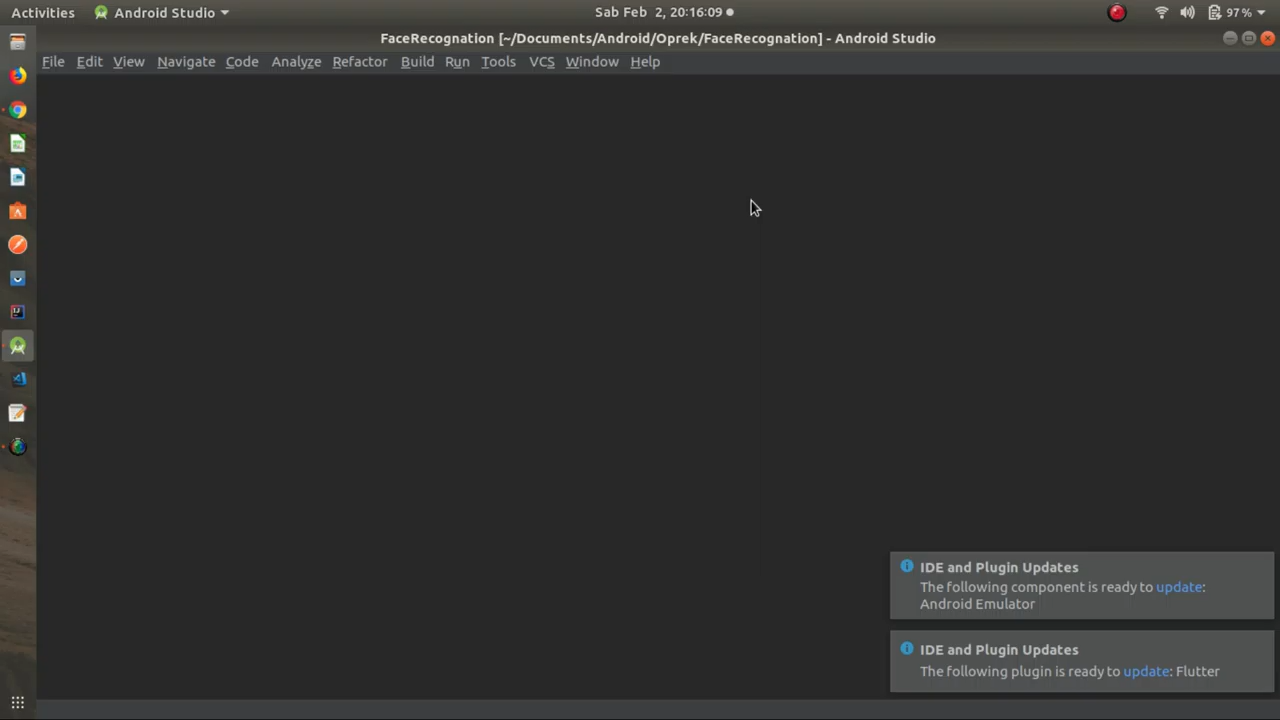 Activities
Android Studio
Sab Feb 2, 20:16:09
97%
FaceRecognation [~/Documents/Android/Oprek/FaceRecognation] - Android Studio
File Edit View Navigate Code Analyze Refactor Build Run Tools VCS Window Help
IDE and Plugin Updates
The following component is ready to update:
Android Emulator
IDE and Plugin Updates
The following plugin is ready to update: Flutter